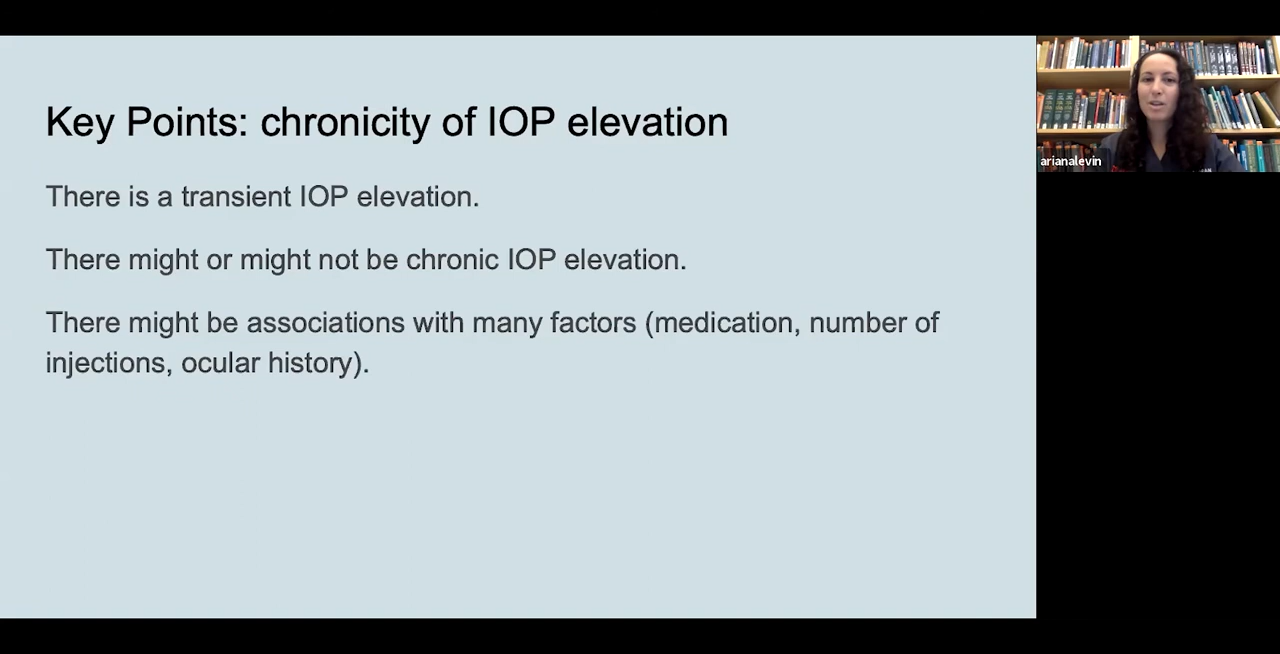 Key Points: chronicity of IOP elevation
There is a transient IOP elevation.
There might or might not be chronic IOP elevation.
There might be associations with many factors (medication, number of
injections, ocular history).
arianalevin